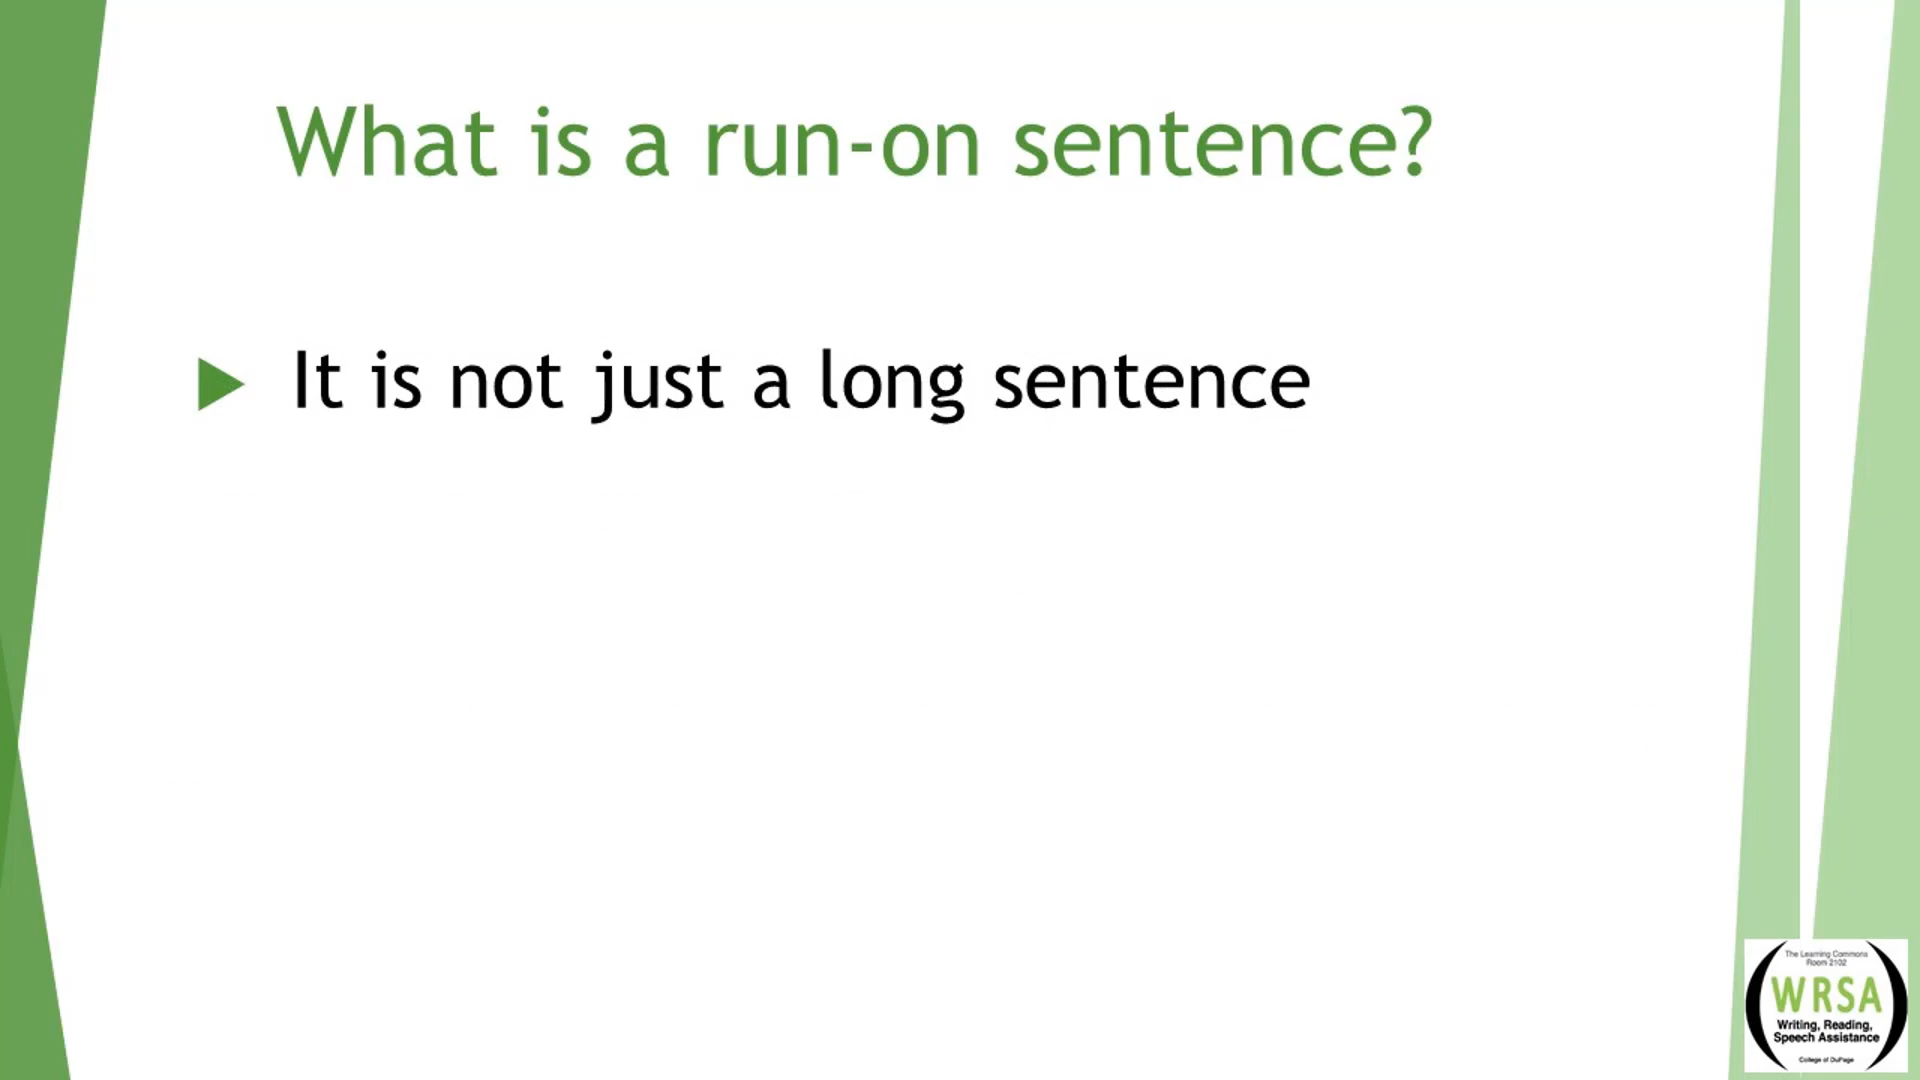 What is a run-on sentence?
It is not just a long sentence
The Learning Commons
Room 2102
WRSA
Writing, Reading,
Speech Assistance
College of DuPage